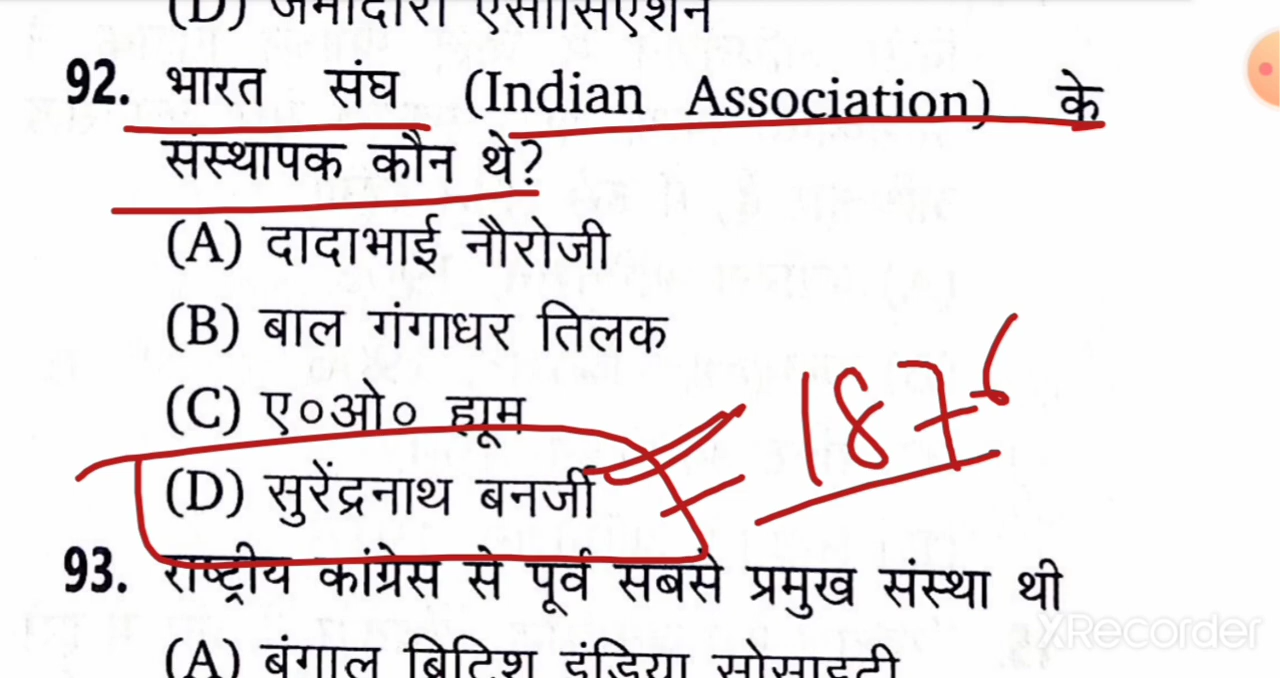 (D) जमींदारी एसोसिएशन
92. भारत संघ (Indian Association) के
संस्थापक कौन थे?
(A) दादाभाई नौरोजी
(B) बाल गंगाधर तिलक
(C) ए०ओ० ह्यूम
(D) सुरेंद्रनाथ बनर्जी
= 1876
93. राष्ट्रीय कांग्रेस से पूर्व सबसे प्रमुख संस्था थी
(A) बंगाल ब्रिटिश इंडिया सोसाइटी
XRecorder